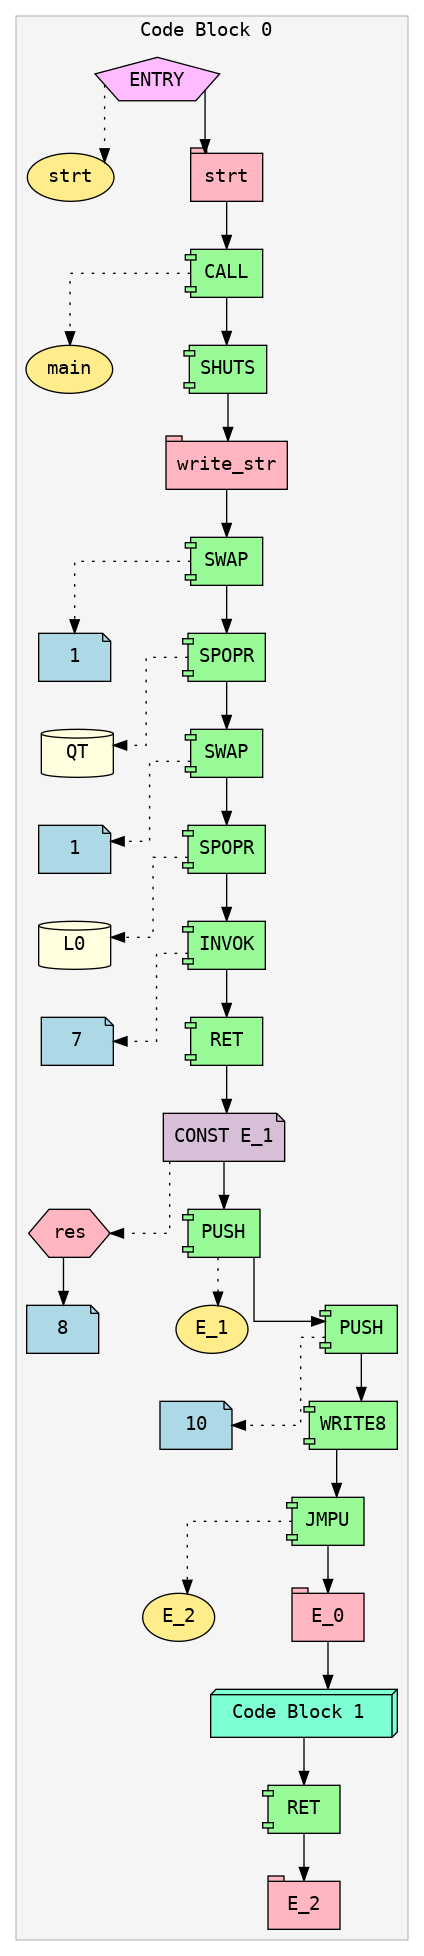 Code Block 0
ENTRY
strt
strt
CALL
main
SHUTS
write_str
SWAP
1
SPOPR
QT
SWAP
1
SPOPR
L0
INVOK
7
RET
CONST E_1
res
PUSH
8
E_1
PUSH
10
WRITE8
JMPU
E_2
E_0
Code Block 1
RET
E_2